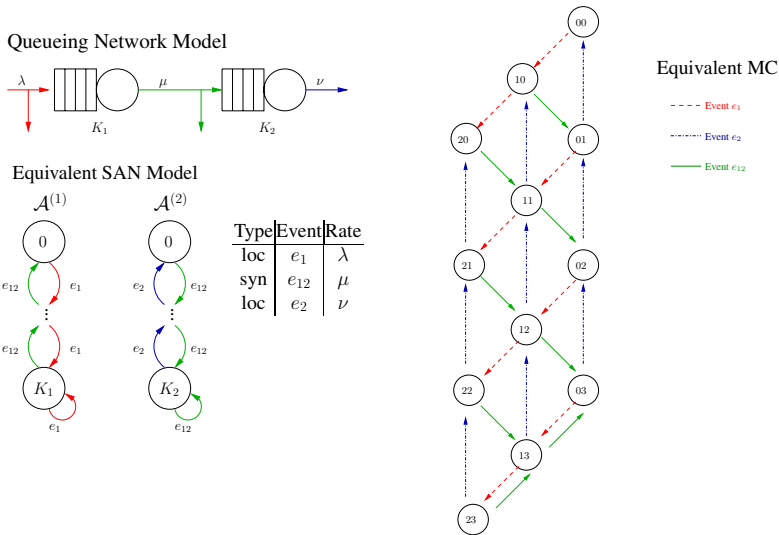 Queueing Network Model
λ
μ
ν
K₁
K₂
Equivalent SAN Model
𝒜⁽¹⁾
𝒜⁽²⁾
0
0
e₁₂
e₁
e₂
e₁₂
⋮
⋮
e₁₂
e₁
e₂
e₁₂
K₁
K₂
e₁
e₁₂
Type Event Rate
loc e₁ λ
syn e₁₂ μ
loc e₂ ν
00
10
20
01
11
21
02
12
22
03
13
23
Equivalent MC
Event e₁
Event e₂
Event e₁₂